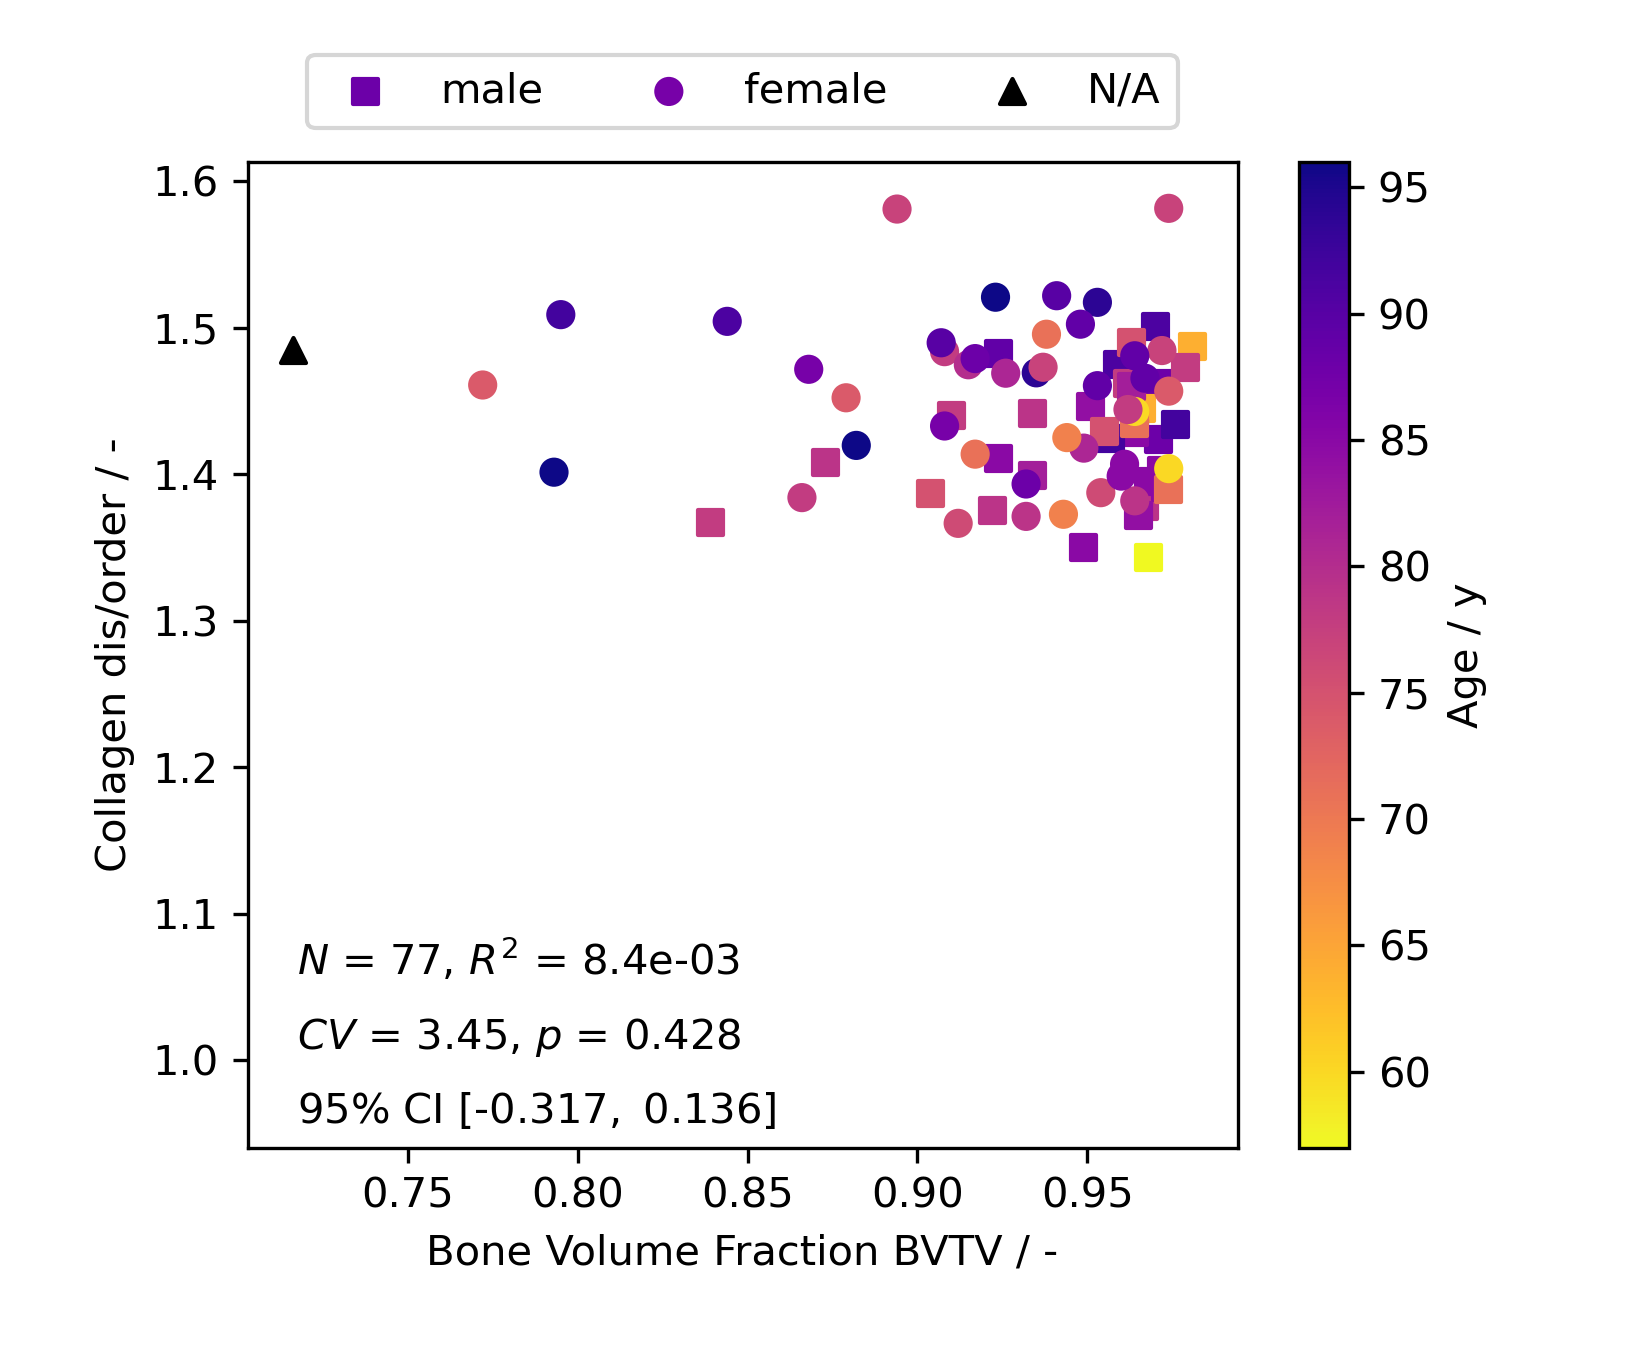 male female N/A
1.6
1.5
1.4
1.3
1.2
1.1
1.0
Collagen dis/order / -
N = 77, R² = 8.4e-03
CV = 3.45, p = 0.428
95% CI [-0.317, 0.136]
0.75 0.80 0.85 0.90 0.95
Bone Volume Fraction BVTV / -
95
90
85
80
75
70
65
60
Age / y